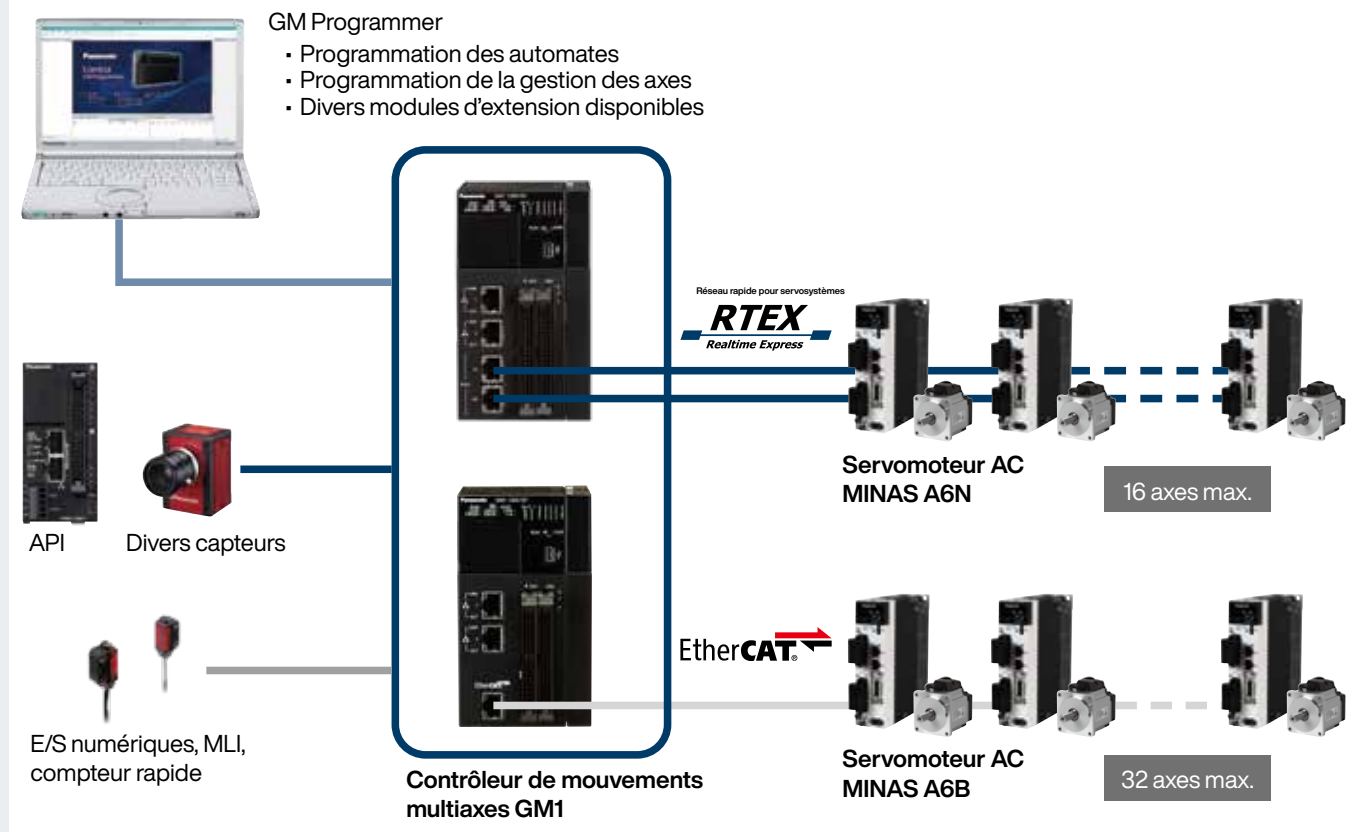 GM Programmer
· Programmation des automates
· Programmation de la gestion des axes
· Divers modules d'extension disponibles
Panasonic
Réseau rapide pour servosystèmes
RTEX
Realtime Express
Servomoteur AC
MINAS A6N
16 axes max.
API
Divers capteurs
EtherCAT®
E/S numériques, MLI,
compteur rapide
Contrôleur de mouvements
multiaxes GM1
Servomoteur AC
MINAS A6B
32 axes max.